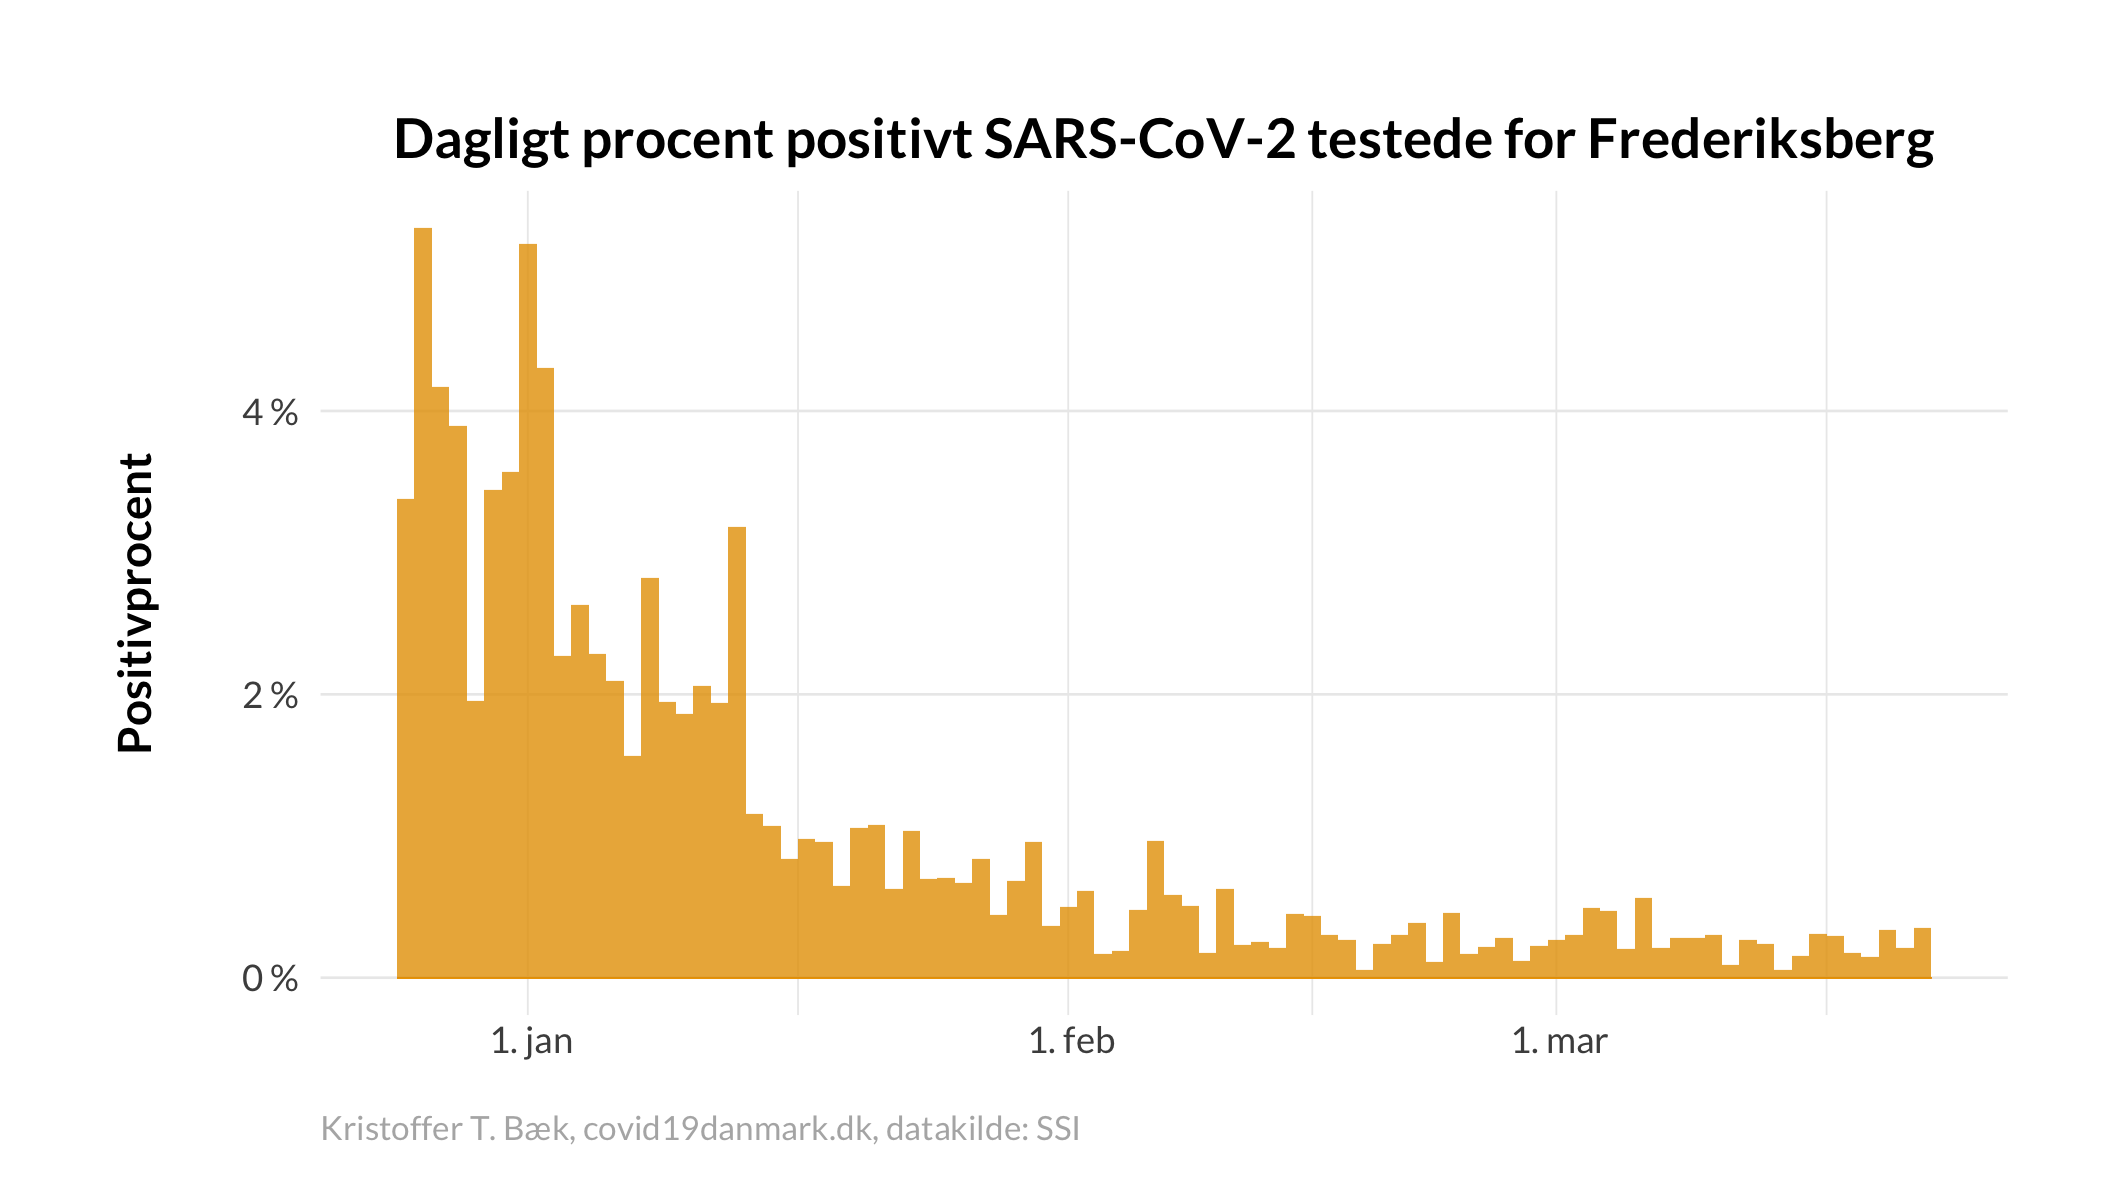 Dagligt procent positivt SARS-CoV-2 testede for Frederiksberg
Positivprocent
4 %
2 %
0 %
1. jan
1. feb
1. mar
Kristoffer T. Bæk, covid19danmark.dk, datakilde: SSI